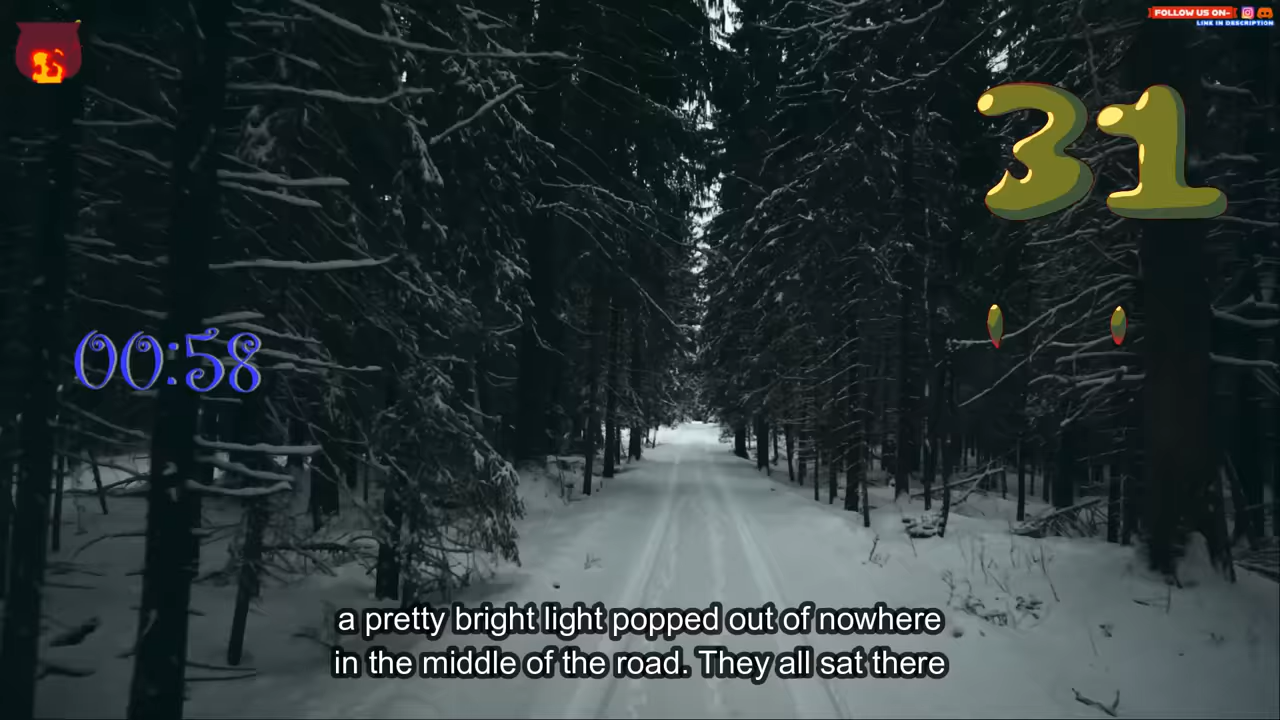 FOLLOW US ON-
LINK IN DESCRIPTION
31
00:58
a pretty bright light popped out of nowhere
in the middle of the road. They all sat there